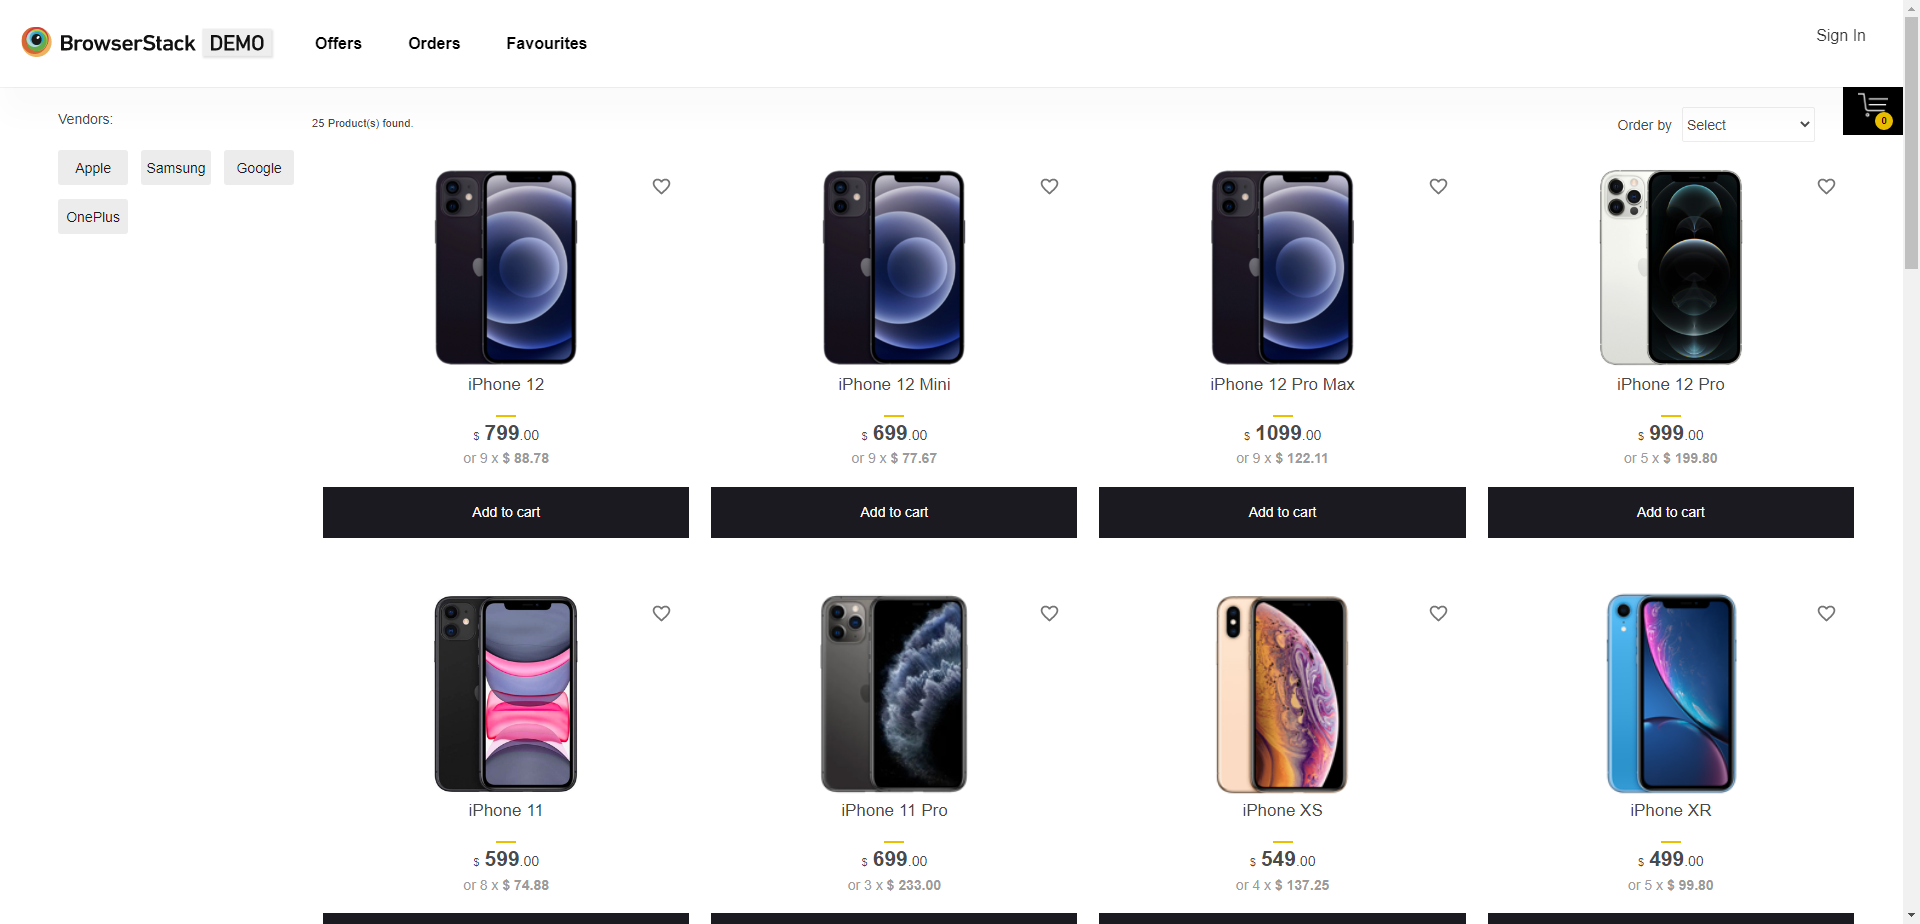 BrowserStack DEMO
Offers
Orders
Favourites
Sign In
0
Vendors:
Apple
Samsung
Google
OnePlus
25 Product(s) found.
Order by
Select
iPhone 12
$ 799.00
or 9 x $ 88.78
Add to cart
iPhone 12 Mini
$ 699.00
or 9 x $ 77.67
Add to cart
iPhone 12 Pro Max
$ 1099.00
or 9 x $ 122.11
Add to cart
iPhone 12 Pro
$ 999.00
or 5 x $ 199.80
Add to cart
iPhone 11
$ 599.00
or 8 x $ 74.88
iPhone 11 Pro
$ 699.00
or 3 x $ 233.00
iPhone XS
$ 549.00
or 4 x $ 137.25
iPhone XR
$ 499.00
or 5 x $ 99.80